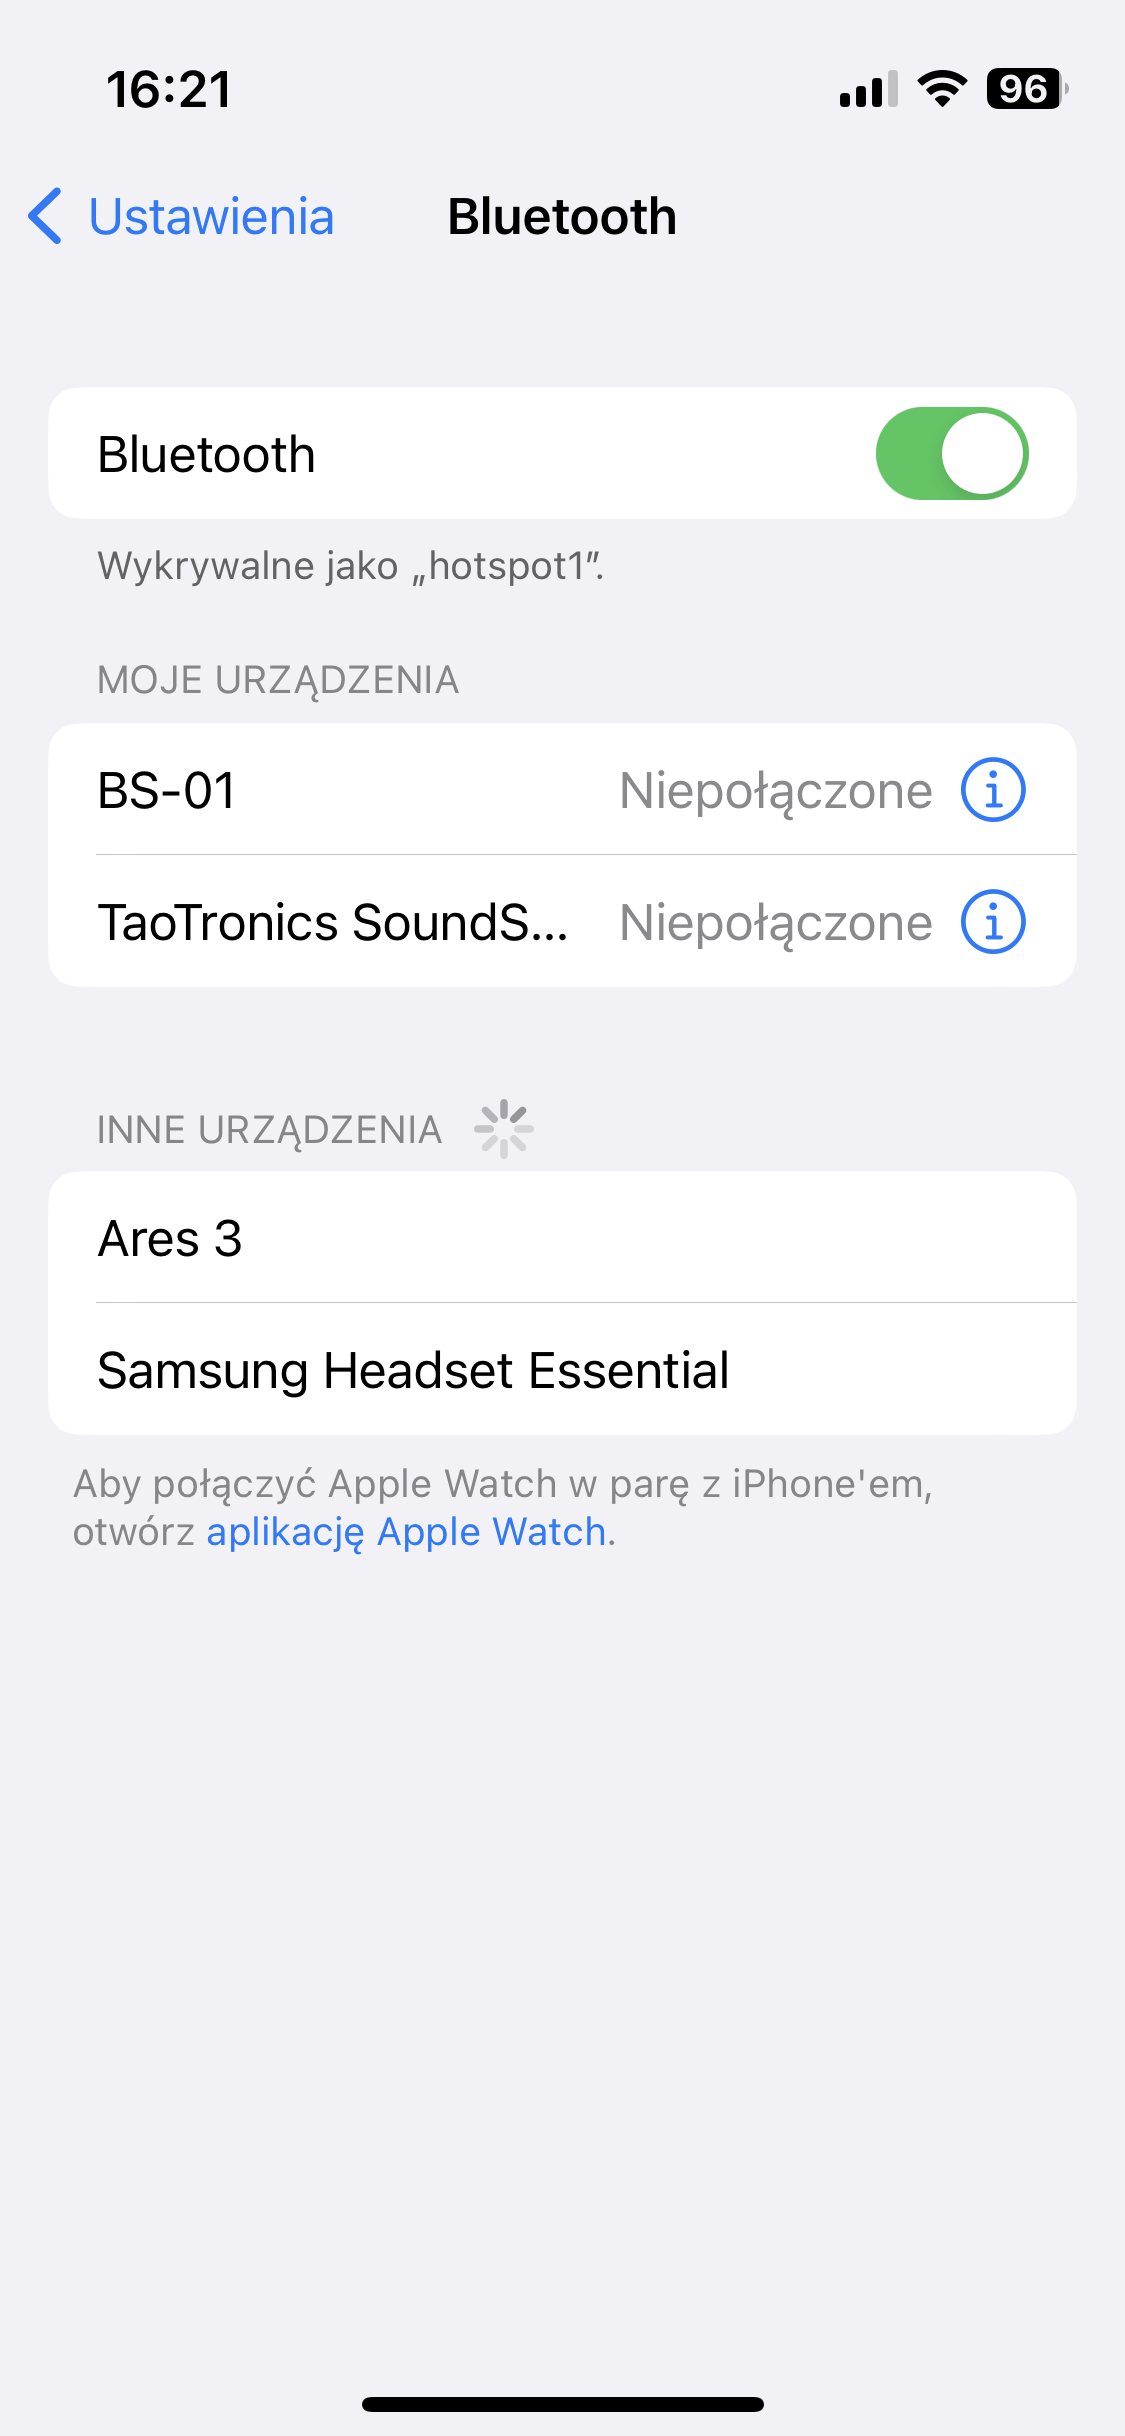 16:21
96
Ustawienia
Bluetooth
Bluetooth
Wykrywalne jako „hotspot1”.
MOJE URZĄDZENIA
BS-01 Niepołączone
TaoTronics SoundS... Niepołączone
INNE URZĄDZENIA
Ares 3
Samsung Headset Essential
Aby połączyć Apple Watch w parę z iPhone'em,
otwórz aplikację Apple Watch.